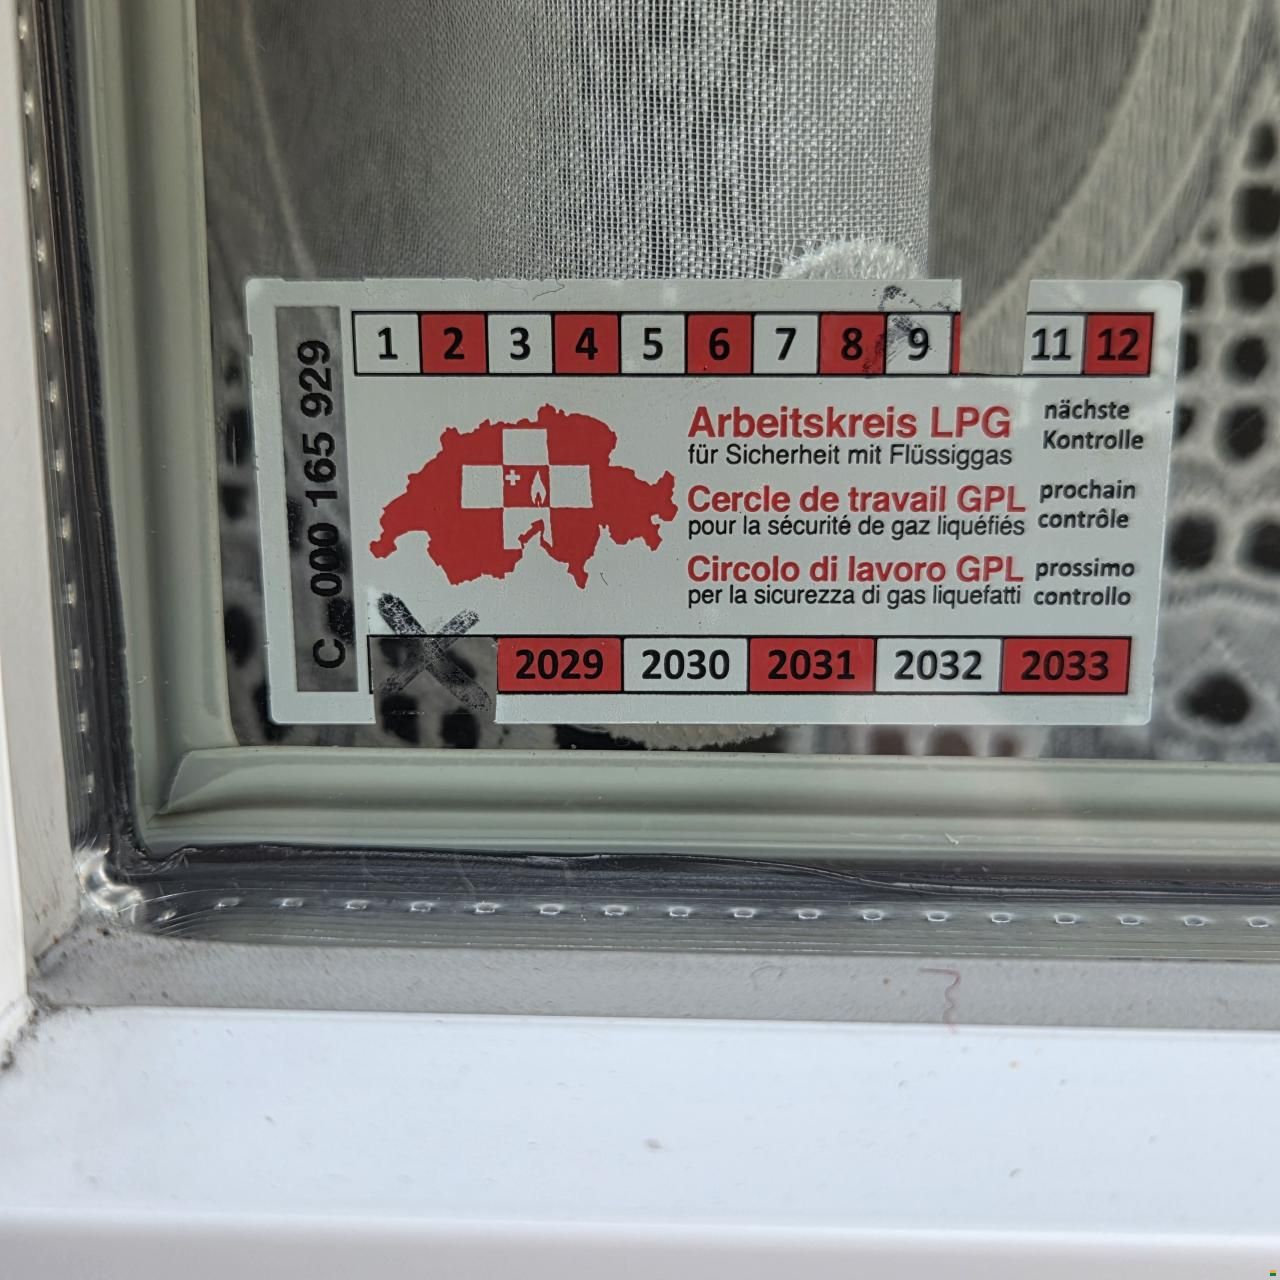 1 2 3 4 5 6 7 8 9 11 12
C 000 165 929
Arbeitskreis LPG
für Sicherheit mit Flüssiggas
nächste
Kontrolle
Cercle de travail GPL
pour la sécurité de gaz liquéfiés
prochain
contrôle
Circolo di lavoro GPL
per la sicurezza di gas liquefatti
prossimo
controllo
2029 2030 2031 2032 2033